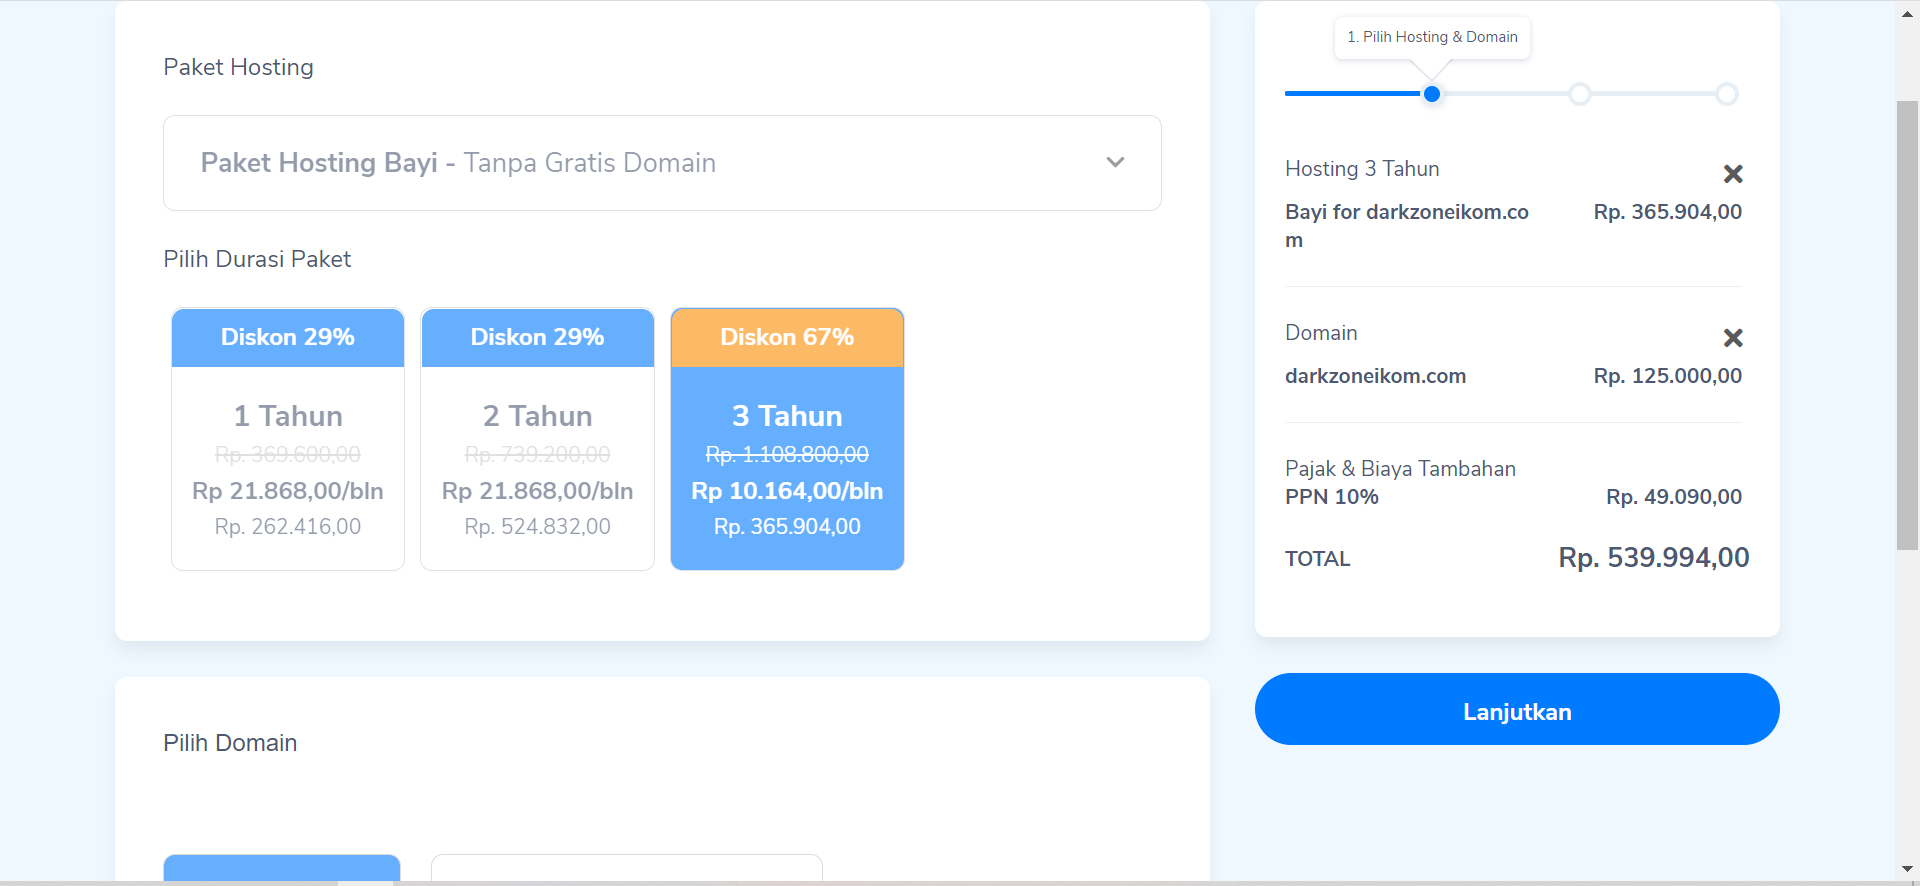 Paket Hosting
Paket Hosting Bayi - Tanpa Gratis Domain
Pilih Durasi Paket
Diskon 29%
1 Tahun
Rp. 369.600,00
Rp 21.868,00/bln
Rp. 262.416,00
Diskon 29%
2 Tahun
Rp. 739.200,00
Rp 21.868,00/bln
Rp. 524.832,00
Diskon 67%
3 Tahun
Rp. 1.108.800,00
Rp 10.164,00/bln
Rp. 365.904,00
Pilih Domain
1. Pilih Hosting & Domain
Hosting 3 Tahun
Bayi for darkzoneikom.co
m
Rp. 365.904,00
Domain
darkzoneikom.com Rp. 125.000,00
Pajak & Biaya Tambahan
PPN 10% Rp. 49.090,00
TOTAL Rp. 539.994,00
Lanjutkan